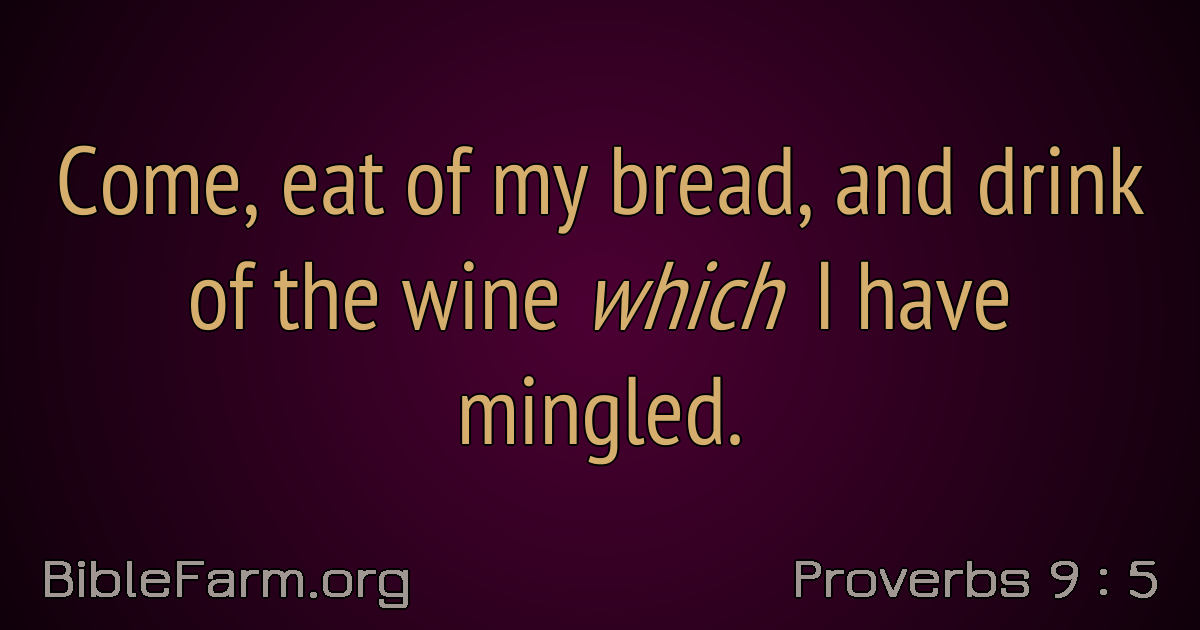 Come, eat of my bread, and drink
of the wine which I have
mingled.
BibleFarm.org
Proverbs 9 : 5